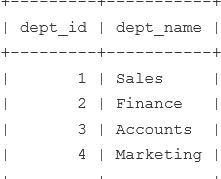 +---------+-----------+
| dept_id | dept_name |
+---------+-----------+
|       1 | Sales     |
|       2 | Finance   |
|       3 | Accounts  |
|       4 | Marketing |